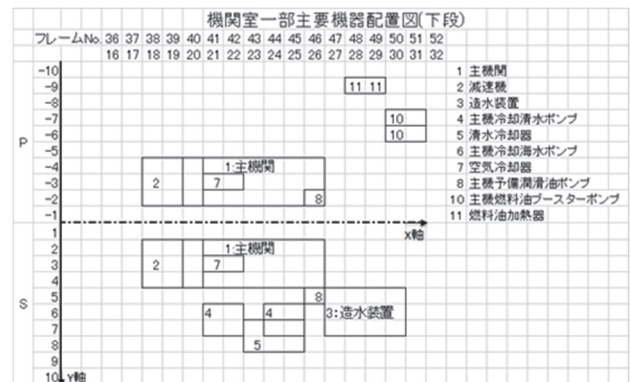 機関室一部主要機器配置図(下段)
フレームNo. 36 37 38 39 40 41 42 43 44 45 46 47 48 49 50 51 52
16 17 18 19 20 21 22 23 24 25 26 27 28 29 30 31 32
-10
-9 11 11
-8
P -7 10
-6 10
-5
-4 1:主機関
-3 2 7
-2 8
-1
X軸
1
2 1:主機関
3 2 7
4
5 8
S 6 4 4 3:造水装置
7
8 5
9
10 Y軸
1 主機関
2 減速機
3 造水装置
4 主機冷却清水ポンプ
5 清水冷却器
6 主機冷却海水ポンプ
7 空気冷却器
8 主機予備潤滑油ポンプ
10 主機燃料油ブースターポンプ
11 燃料油加熱器